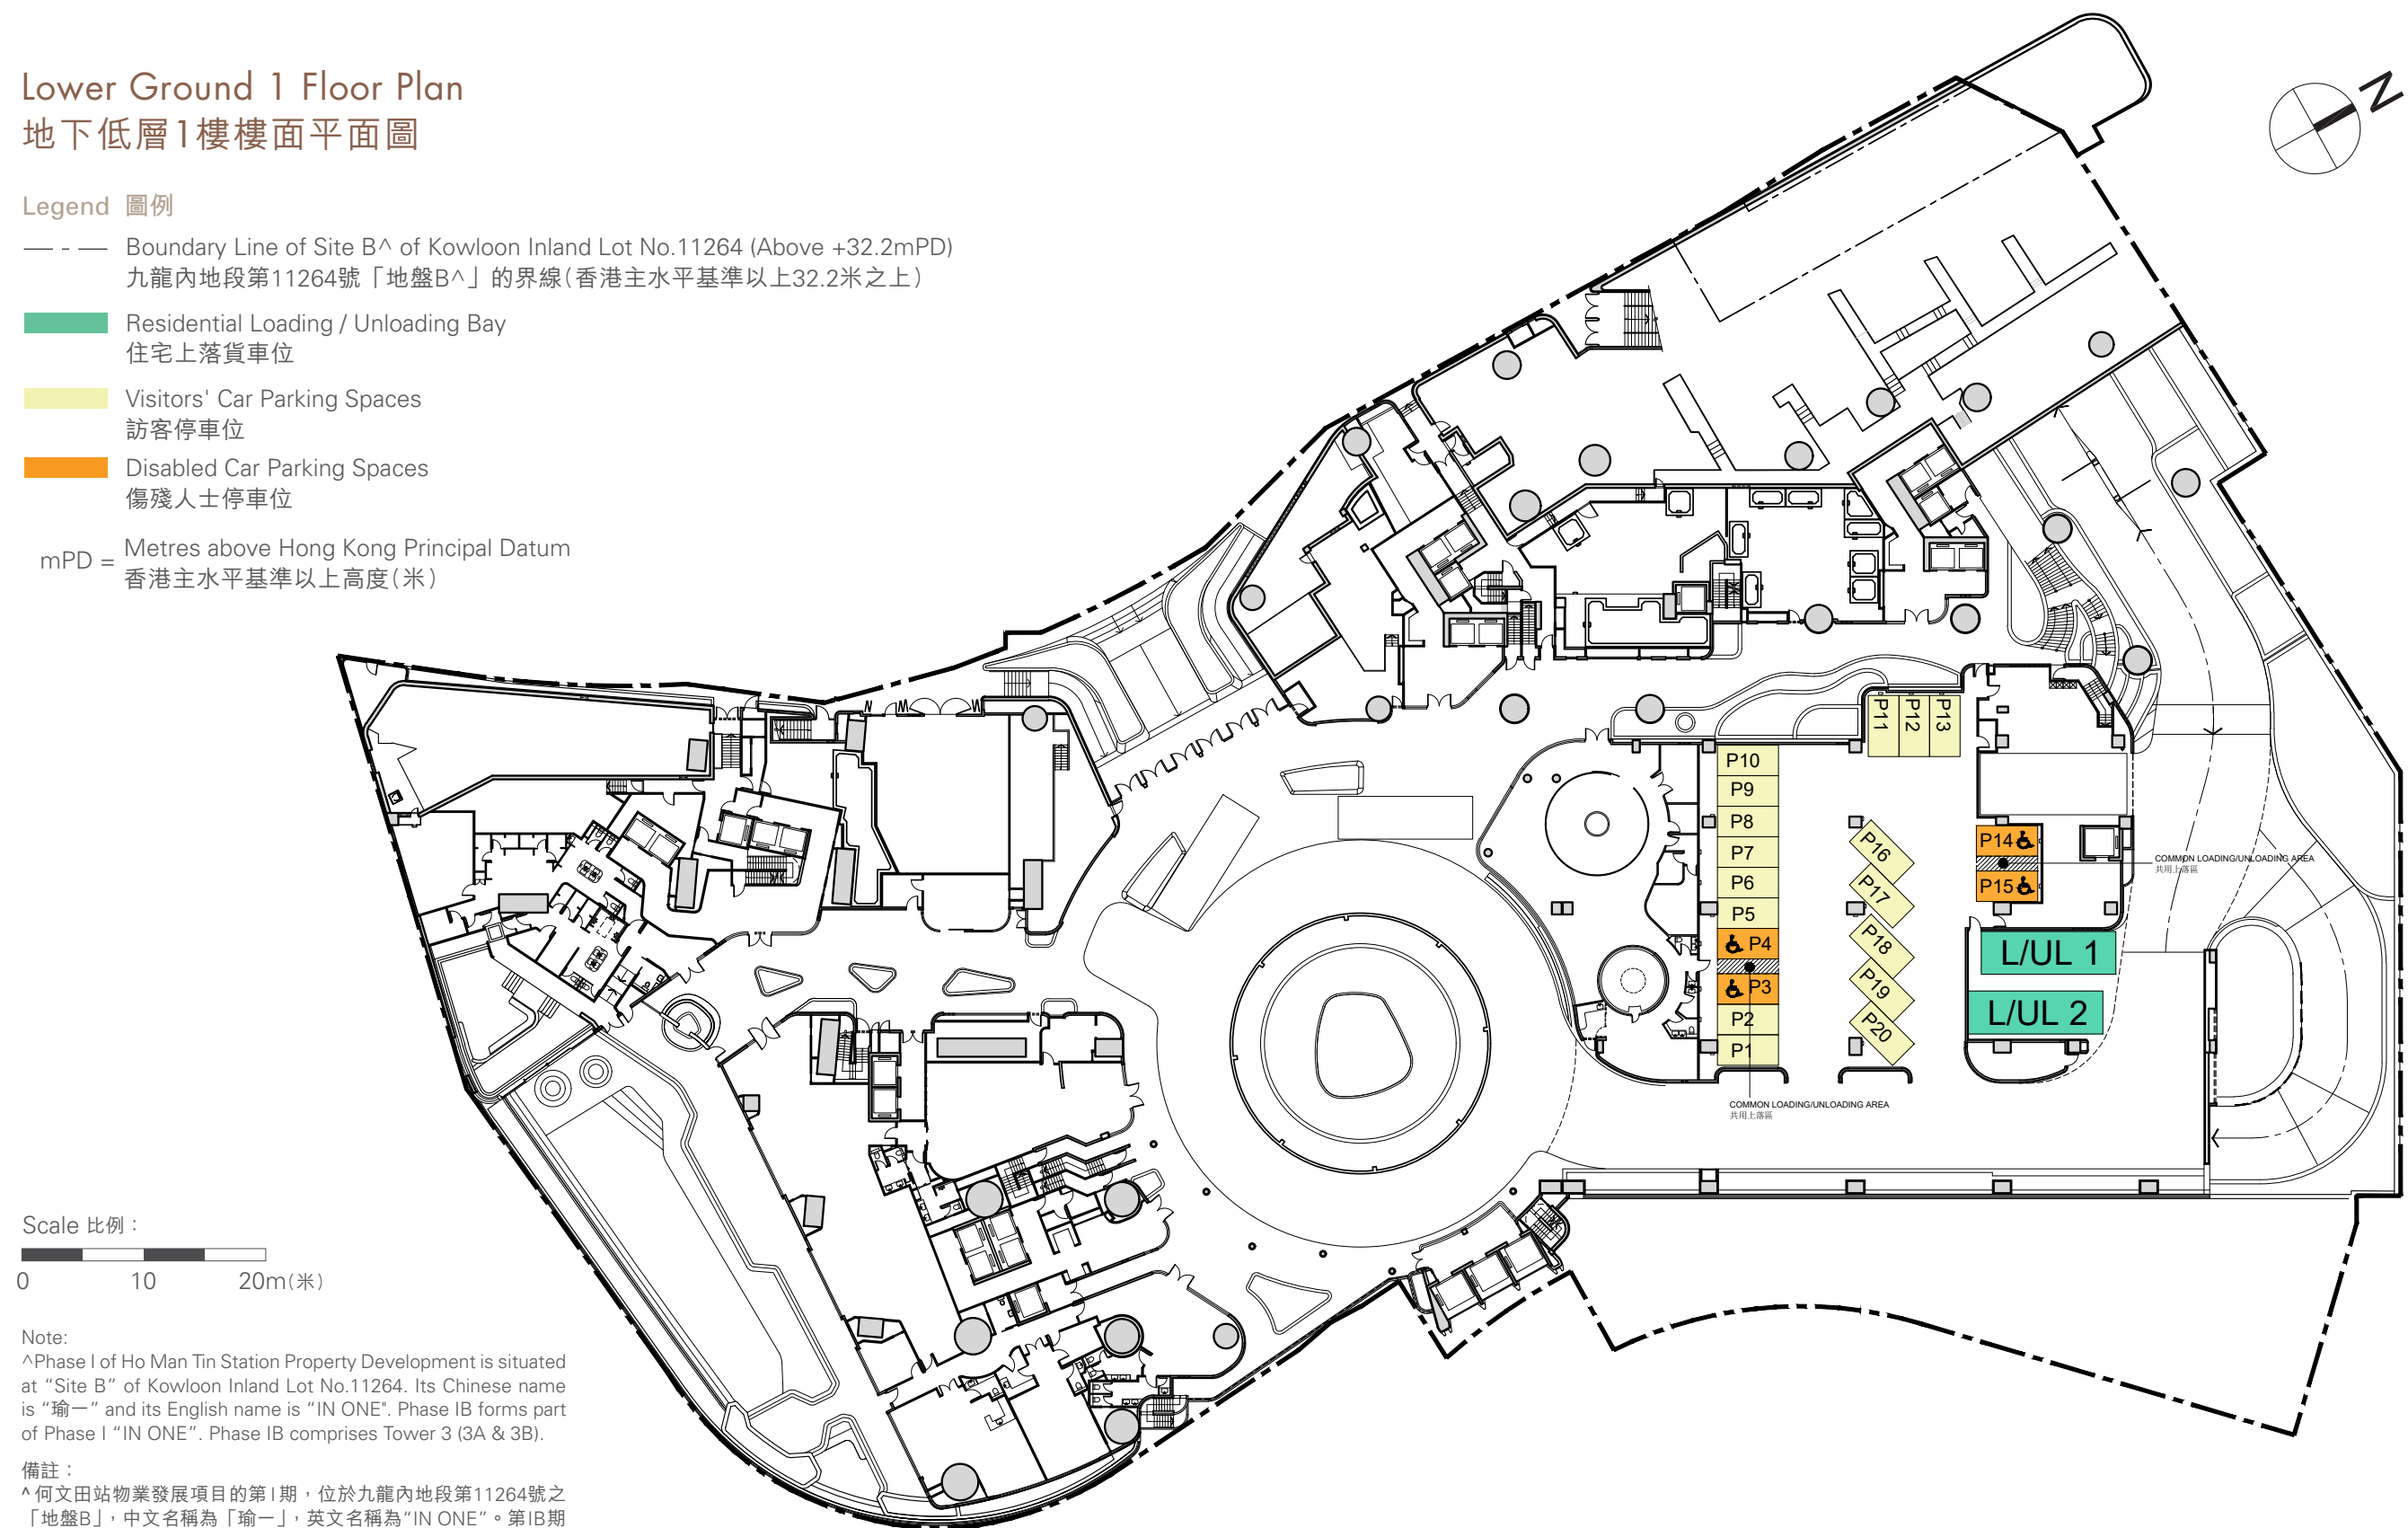 Lower Ground 1 Floor Plan
地下低層1樓樓面平面圖
Legend 圖例
Boundary Line of Site B^ of Kowloon Inland Lot No.11264 (Above +32.2mPD)
九龍內地段第11264號「地盤B^」的界線(香港主水平基準以上32.2米之上)
Residential Loading / Unloading Bay
住宅上落貨車位
Visitors' Car Parking Spaces
訪客停車位
Disabled Car Parking Spaces
傷殘人士停車位
mPD = Metres above Hong Kong Principal Datum
香港主水平基準以上高度(米)
N
P11 P12 P13
P10
P9
P8
P7
P6
P5
P4
P3
P2
P1
P16
P17
P18
P19
P20
P14
P15
COMMON LOADING/UNLOADING AREA
共用上落區
L/UL 1
L/UL 2
COMMON LOADING/UNLOADING AREA
共用上落區
Scale 比例：
0 10 20m(米)
Note:
^Phase I of Ho Man Tin Station Property Development is situated
at “Site B” of Kowloon Inland Lot No.11264. Its Chinese name
is “瑜一” and its English name is “IN ONE". Phase IB forms part
of Phase I “IN ONE”. Phase IB comprises Tower 3 (3A & 3B).
備註：
^ 何文田站物業發展項目的第I期，位於九龍內地段第11264號之
「地盤B」，中文名稱為「瑜一」，英文名稱為“IN ONE”。第IB期